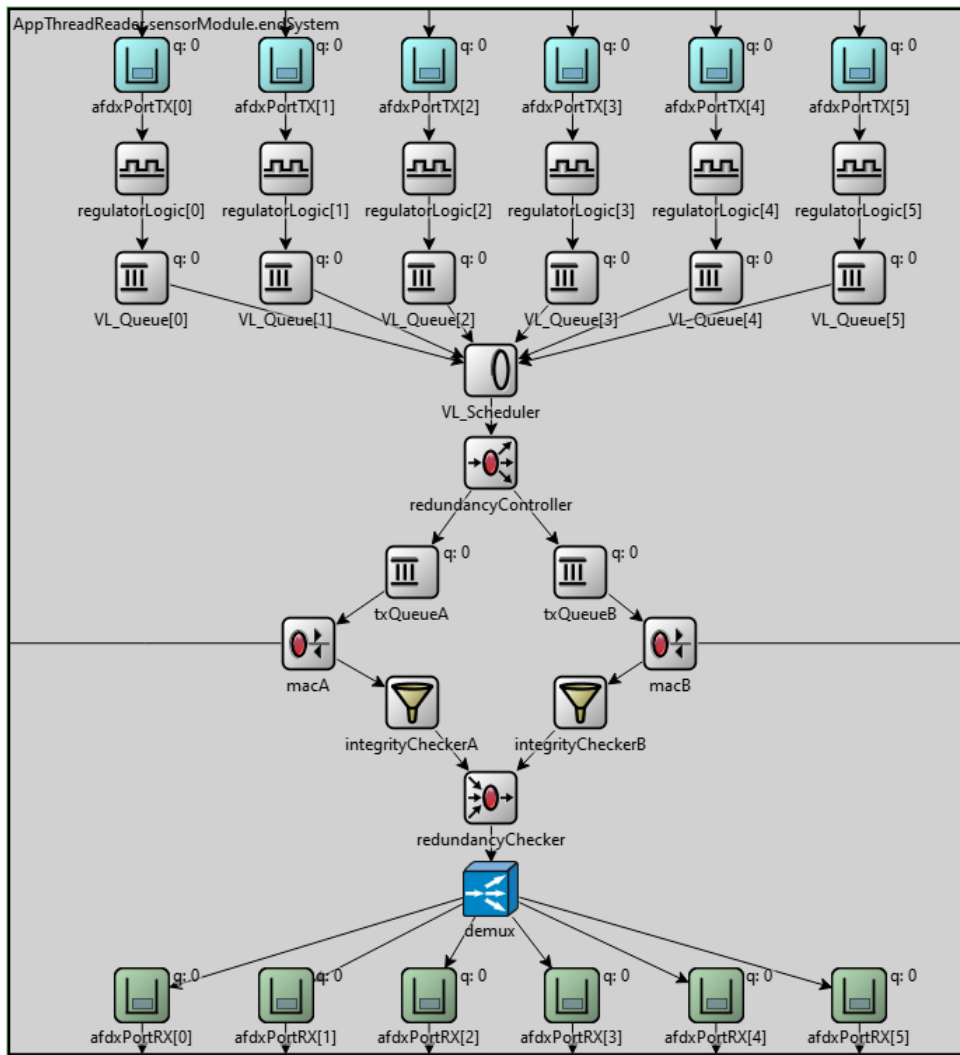 AppThreadReader.sensorModule.endSystem
q: 0 q: 0 q: 0 q: 0 q: 0 q: 0
afdxPortTX[0] afdxPortTX[1] afdxPortTX[2] afdxPortTX[3] afdxPortTX[4] afdxPortTX[5]
regulatorLogic[0] regulatorLogic[1] regulatorLogic[2] regulatorLogic[3] regulatorLogic[4] regulatorLogic[5]
q: 0 q: 0 q: 0 q: 0 q: 0 q: 0
VL_Queue[0] VL_Queue[1] VL_Queue[2] VL_Queue[3] VL_Queue[4] VL_Queue[5]
VL_Scheduler
redundancyController
q: 0 q: 0
txQueueA txQueueB
macA macB
integrityCheckerA integrityCheckerB
redundancyChecker
demux
q: 0 q: 0 q: 0 q: 0 q: 0 q: 0
afdxPortRX[0] afdxPortRX[1] afdxPortRX[2] afdxPortRX[3] afdxPortRX[4] afdxPortRX[5]